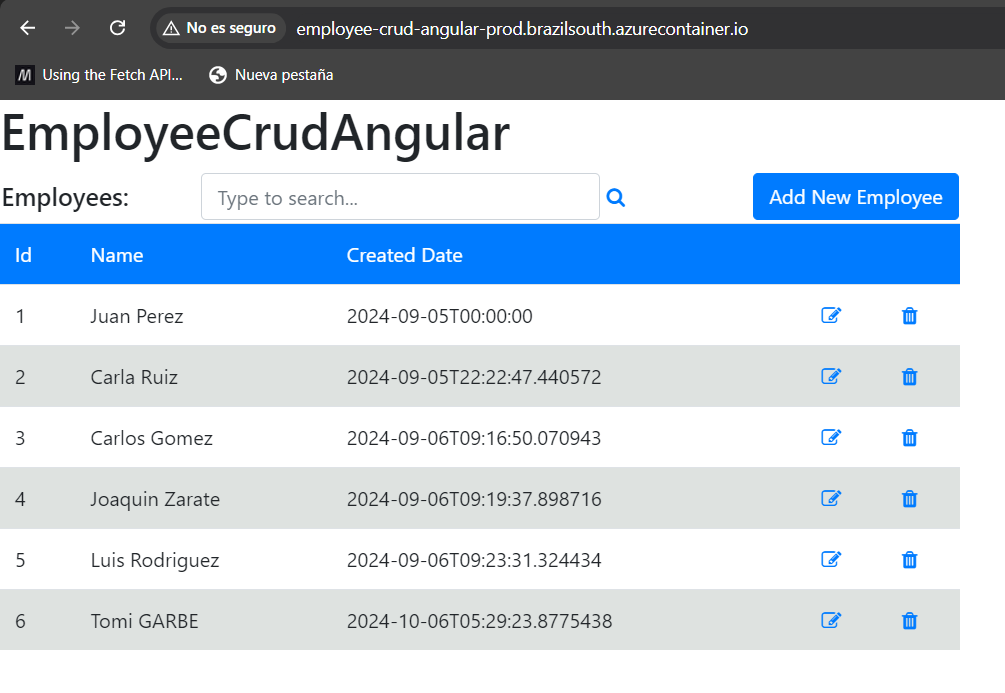 No es seguro employee-crud-angular-prod.brazilsouth.azurecontainer.io
Using the Fetch API... Nueva pestaña
EmployeeCrudAngular
Employees: Type to search... Add New Employee
Id Name Created Date
1 Juan Perez 2024-09-05T00:00:00
2 Carla Ruiz 2024-09-05T22:22:47.440572
3 Carlos Gomez 2024-09-06T09:16:50.070943
4 Joaquin Zarate 2024-09-06T09:19:37.898716
5 Luis Rodriguez 2024-09-06T09:23:31.324434
6 Tomi GARBE 2024-10-06T05:29:23.8775438